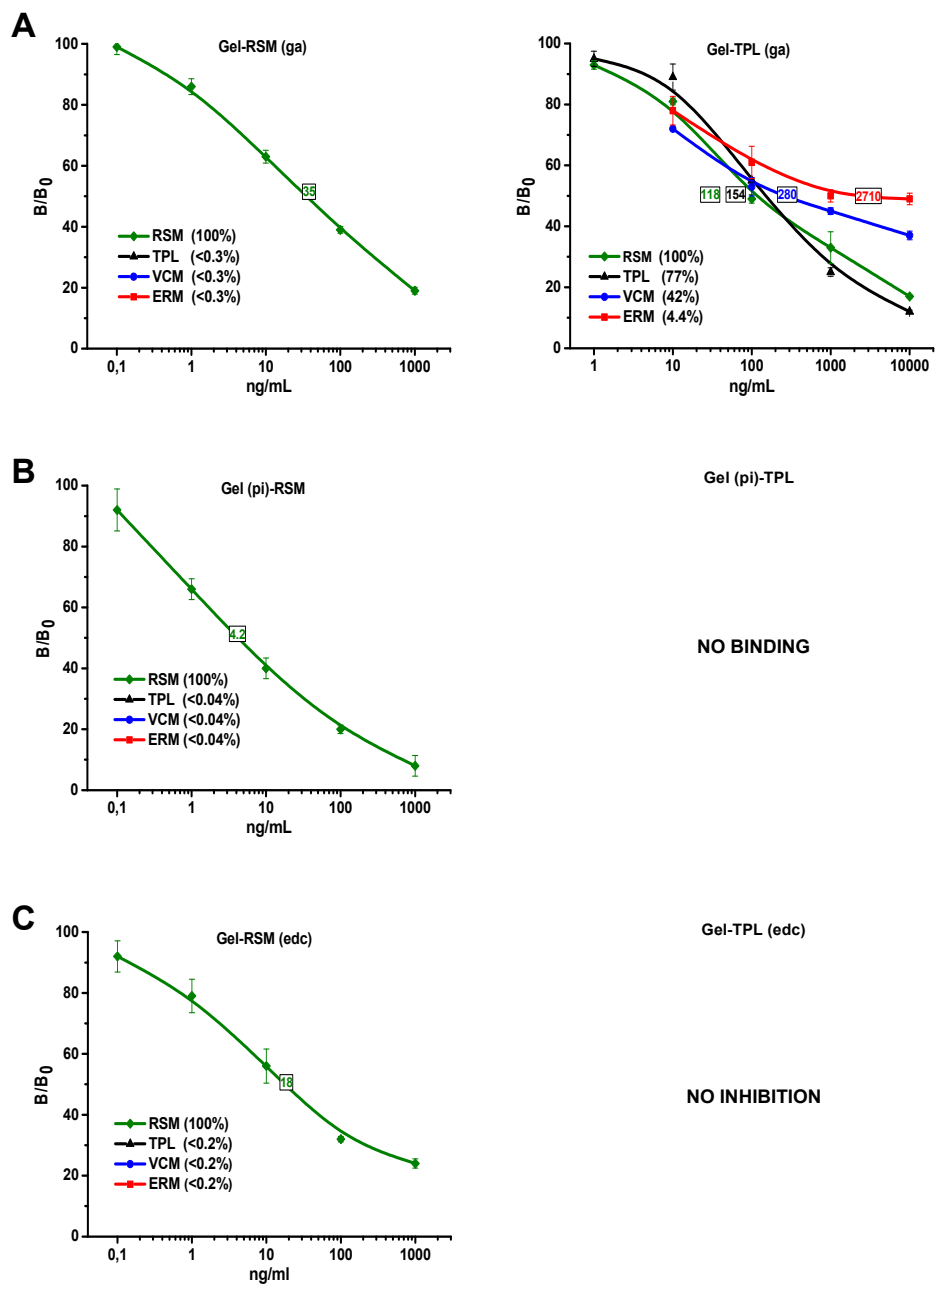 A
Gel-RSM (ga)
100
80
60
40
20
0
B/B0
35
RSM (100%)
TPL (<0.3%)
VCM (<0.3%)
ERM (<0.3%)
0,1 1 10 100 1000
ng/mL
Gel-TPL (ga)
100
80
60
40
20
0
B/B0
118 154 280 2710
RSM (100%)
TPL (77%)
VCM (42%)
ERM (4.4%)
1 10 100 1000 10000
ng/mL
B
Gel (pi)-RSM
100
80
60
40
20
0
B/B0
4.2
RSM (100%)
TPL (<0.04%)
VCM (<0.04%)
ERM (<0.04%)
0,1 1 10 100 1000
ng/mL
Gel (pi)-TPL
NO BINDING
C
Gel-RSM (edc)
100
80
60
40
20
0
B/B0
18
RSM (100%)
TPL (<0.2%)
VCM (<0.2%)
ERM (<0.2%)
0,1 1 10 100 1000
ng/ml
Gel-TPL (edc)
NO INHIBITION